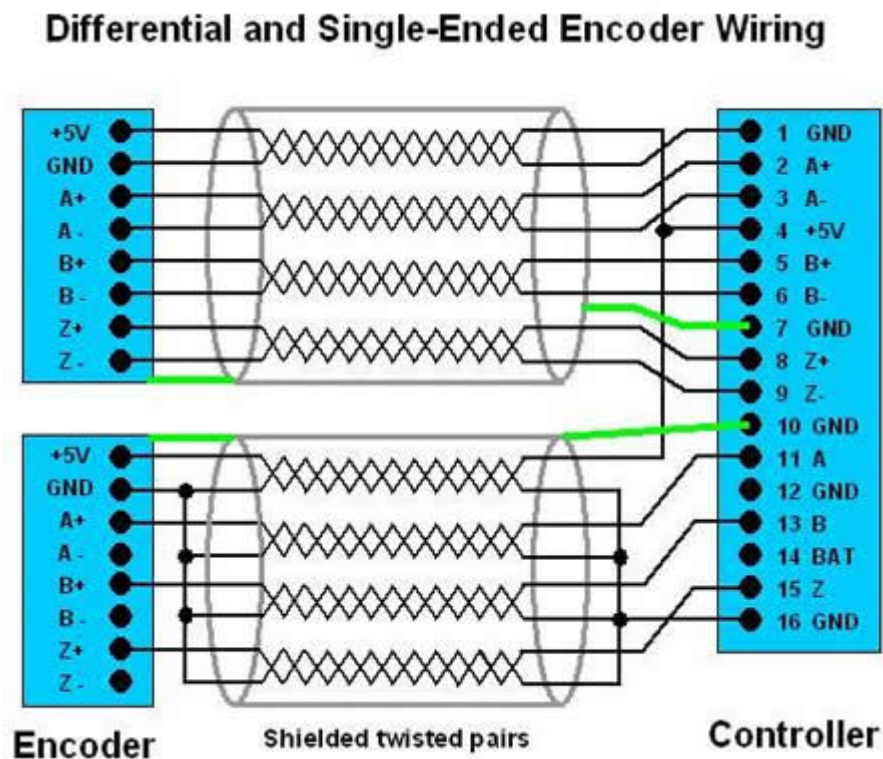 Differential and Single-Ended Encoder Wiring
+5V
GND
A+
A -
B+
B -
Z+
Z -
1 GND
2 A+
3 A-
4 +5V
5 B+
6 B-
7 GND
8 Z+
9 Z-
10 GND
11 A
12 GND
13 B
14 BAT
15 Z
16 GND
+5V
GND
A+
A -
B+
B -
Z+
Z -
Encoder
Shielded twisted pairs
Controller